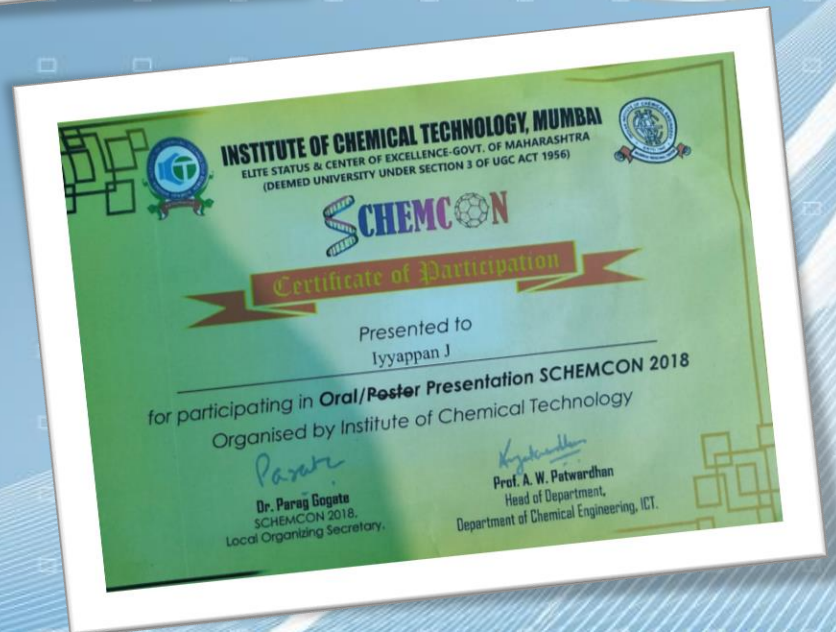 INSTITUTE OF CHEMICAL TECHNOLOGY, MUMBAI
ELITE STATUS & CENTER OF EXCELLENCE-GOVT. OF MAHARASHTRA
(DEEMED UNIVERSITY UNDER SECTION 3 OF UGC ACT 1956)
SCHEMCON
Certificate of Participation
Presented to
Iyyappan J
for participating in Oral/Poster Presentation SCHEMCON 2018
Organised by Institute of Chemical Technology
Dr. Parag Gogate
SCHEMCON 2018,
Local Organizing Secretary.
Prof. A. W. Patwardhan
Head of Department,
Department of Chemical Engineering, ICT.